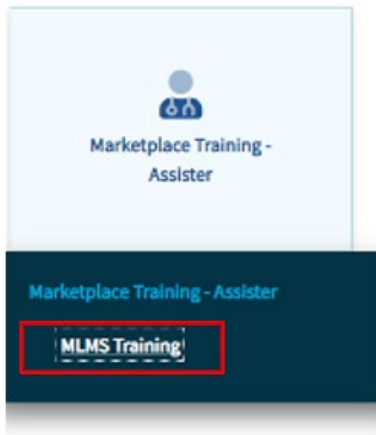 Marketplace Training -
Assister
Marketplace Training - Assister
MLMS Training